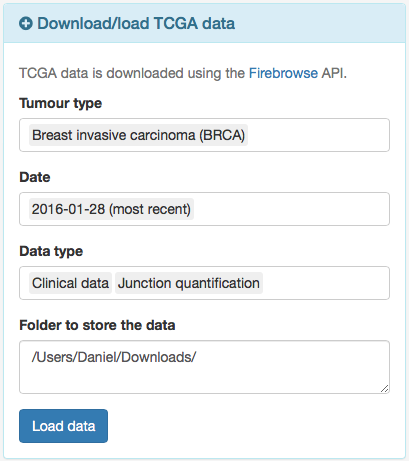 Download/load TCGA data
TCGA data is downloaded using the Firebrowse API.
Tumour type
Breast invasive carcinoma (BRCA)
Date
2016-01-28 (most recent)
Data type
Clinical data Junction quantification
Folder to store the data
/Users/Daniel/Downloads/
Load data